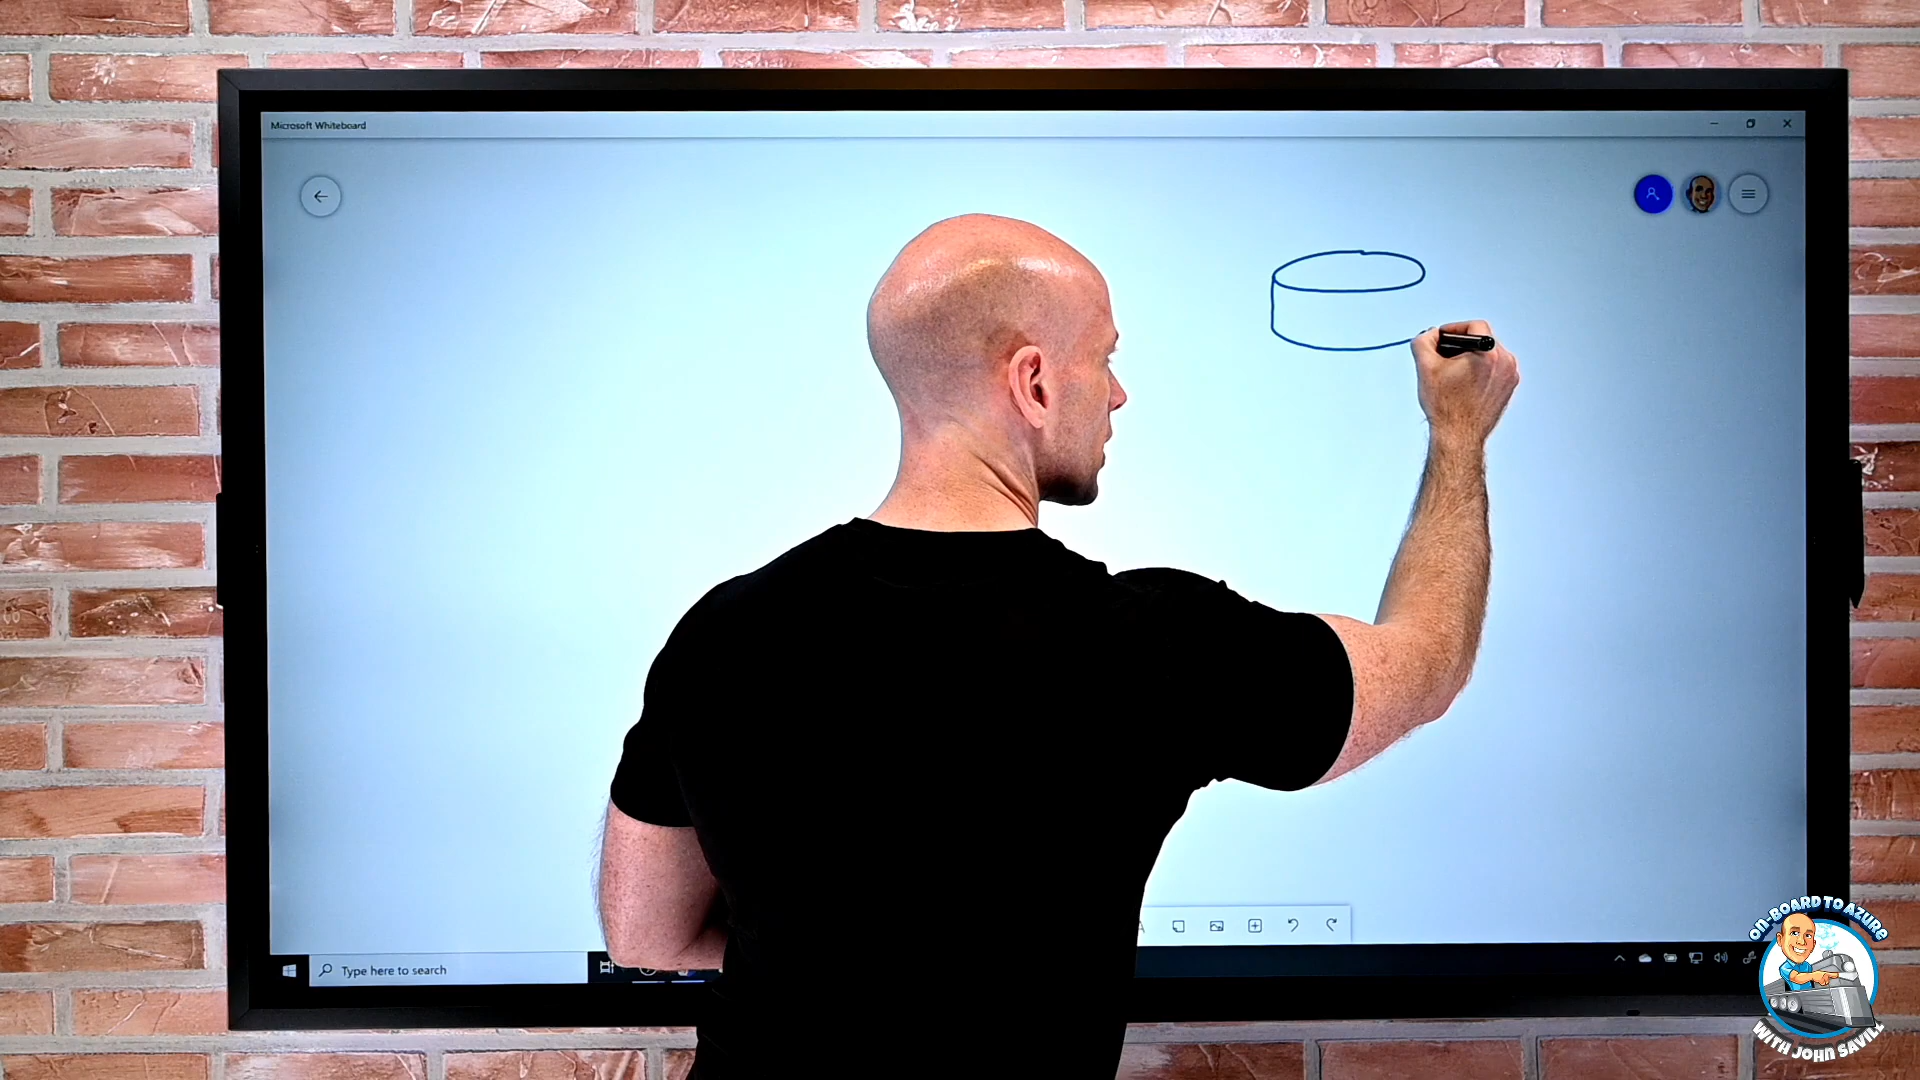 Microsoft Whiteboard
Type here to search
ON-BOARD TO AZURE
WITH JOHN SAVILL